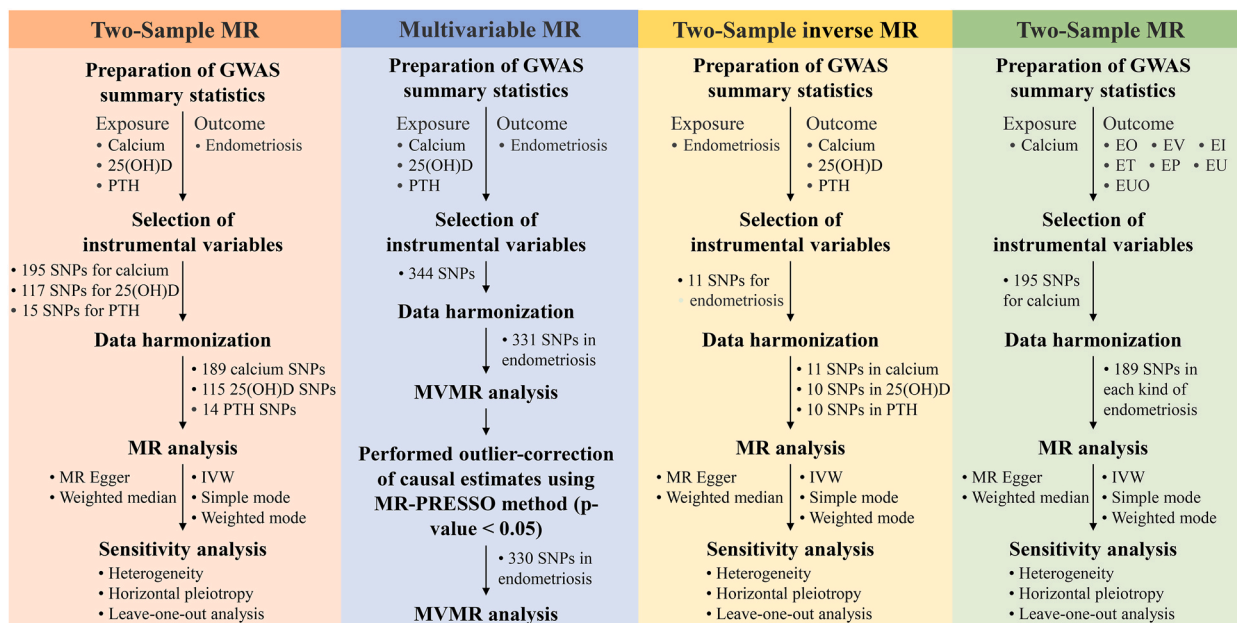 Two-Sample MR
Preparation of GWAS
summary statistics
Exposure
• Calcium
• 25(OH)D
• PTH
Outcome
• Endometriosis
Selection of
instrumental variables
• 195 SNPs for calcium
• 117 SNPs for 25(OH)D
• 15 SNPs for PTH
Data harmonization
• 189 calcium SNPs
• 115 25(OH)D SNPs
• 14 PTH SNPs
MR analysis
• MR Egger
• Weighted median
• IVW
• Simple mode
• Weighted mode
Sensitivity analysis
• Heterogeneity
• Horizontal pleiotropy
• Leave-one-out analysis
Multivariable MR
Preparation of GWAS
summary statistics
Exposure
• Calcium
• 25(OH)D
• PTH
Outcome
• Endometriosis
Selection of
instrumental variables
• 344 SNPs
Data harmonization
• 331 SNPs in
endometriosis
MVMR analysis
Performed outlier-correction
of causal estimates using
MR-PRESSO method (p-
value < 0.05)
• 330 SNPs in
endometriosis
MVMR analysis
Two-Sample inverse MR
Preparation of GWAS
summary statistics
Exposure
• Endometriosis
Outcome
• Calcium
• 25(OH)D
• PTH
Selection of
instrumental variables
• 11 SNPs for
• endometriosis
Data harmonization
• 11 SNPs in calcium
• 10 SNPs in 25(OH)D
• 10 SNPs in PTH
MR analysis
• MR Egger
• Weighted median
• IVW
• Simple mode
• Weighted mode
Sensitivity analysis
• Heterogeneity
• Horizontal pleiotropy
• Leave-one-out analysis
Two-Sample MR
Preparation of GWAS
summary statistics
Exposure
• Calcium
Outcome
• EO • EV • EI
• ET • EP • EU
• EUO
Selection of
instrumental variables
• 195 SNPs
for calcium
Data harmonization
• 189 SNPs in
each kind of
endometriosis
MR analysis
• MR Egger
• Weighted median
• IVW
• Simple mode
• Weighted mode
Sensitivity analysis
• Heterogeneity
• Horizontal pleiotropy
• Leave-one-out analysis